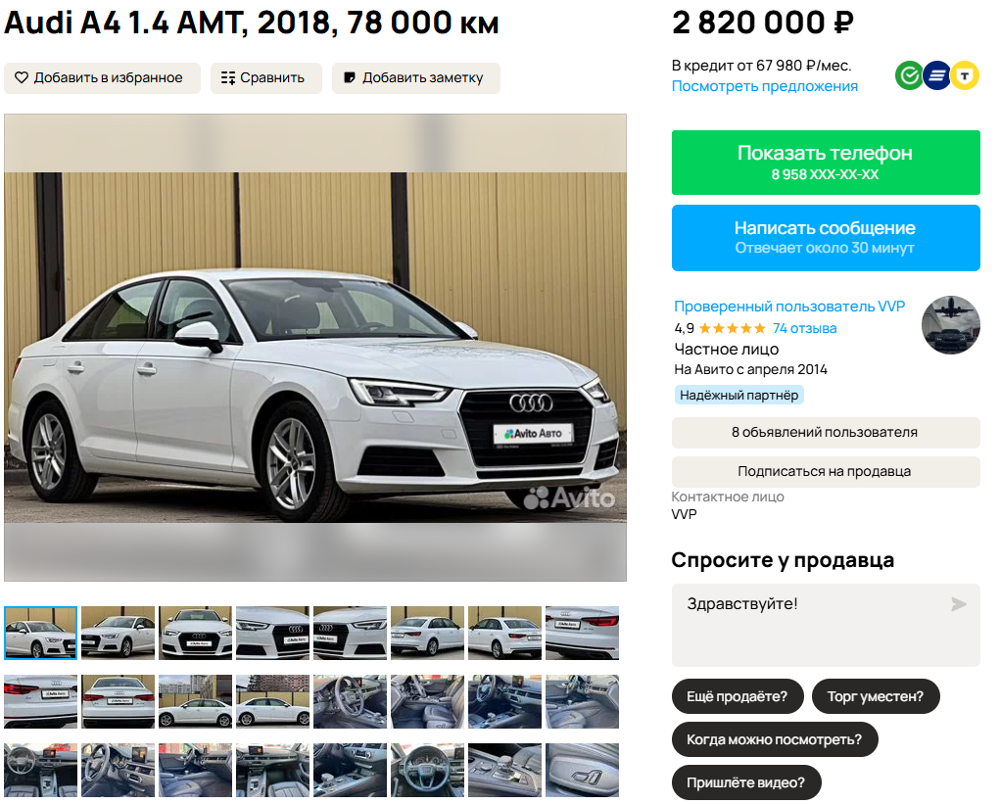 Audi A4 1.4 AMT, 2018, 78 000 км
Добавить в избранное
Сравнить
Добавить заметку
Avito Авто
Avito
2 820 000 ₽
В кредит от 67 980 ₽/мес.
Посмотреть предложения
Показать телефон
8 958 XXX-XX-XX
Написать сообщение
Отвечает около 30 минут
Проверенный пользователь VVP
4,9 ★★★★★ 74 отзыва
Частное лицо
На Авито с апреля 2014
Надёжный партнёр
8 объявлений пользователя
Подписаться на продавца
Контактное лицо
VVP
Спросите у продавца
Здравствуйте!
Ещё продаёте?
Торг уместен?
Когда можно посмотреть?
Пришлёте видео?